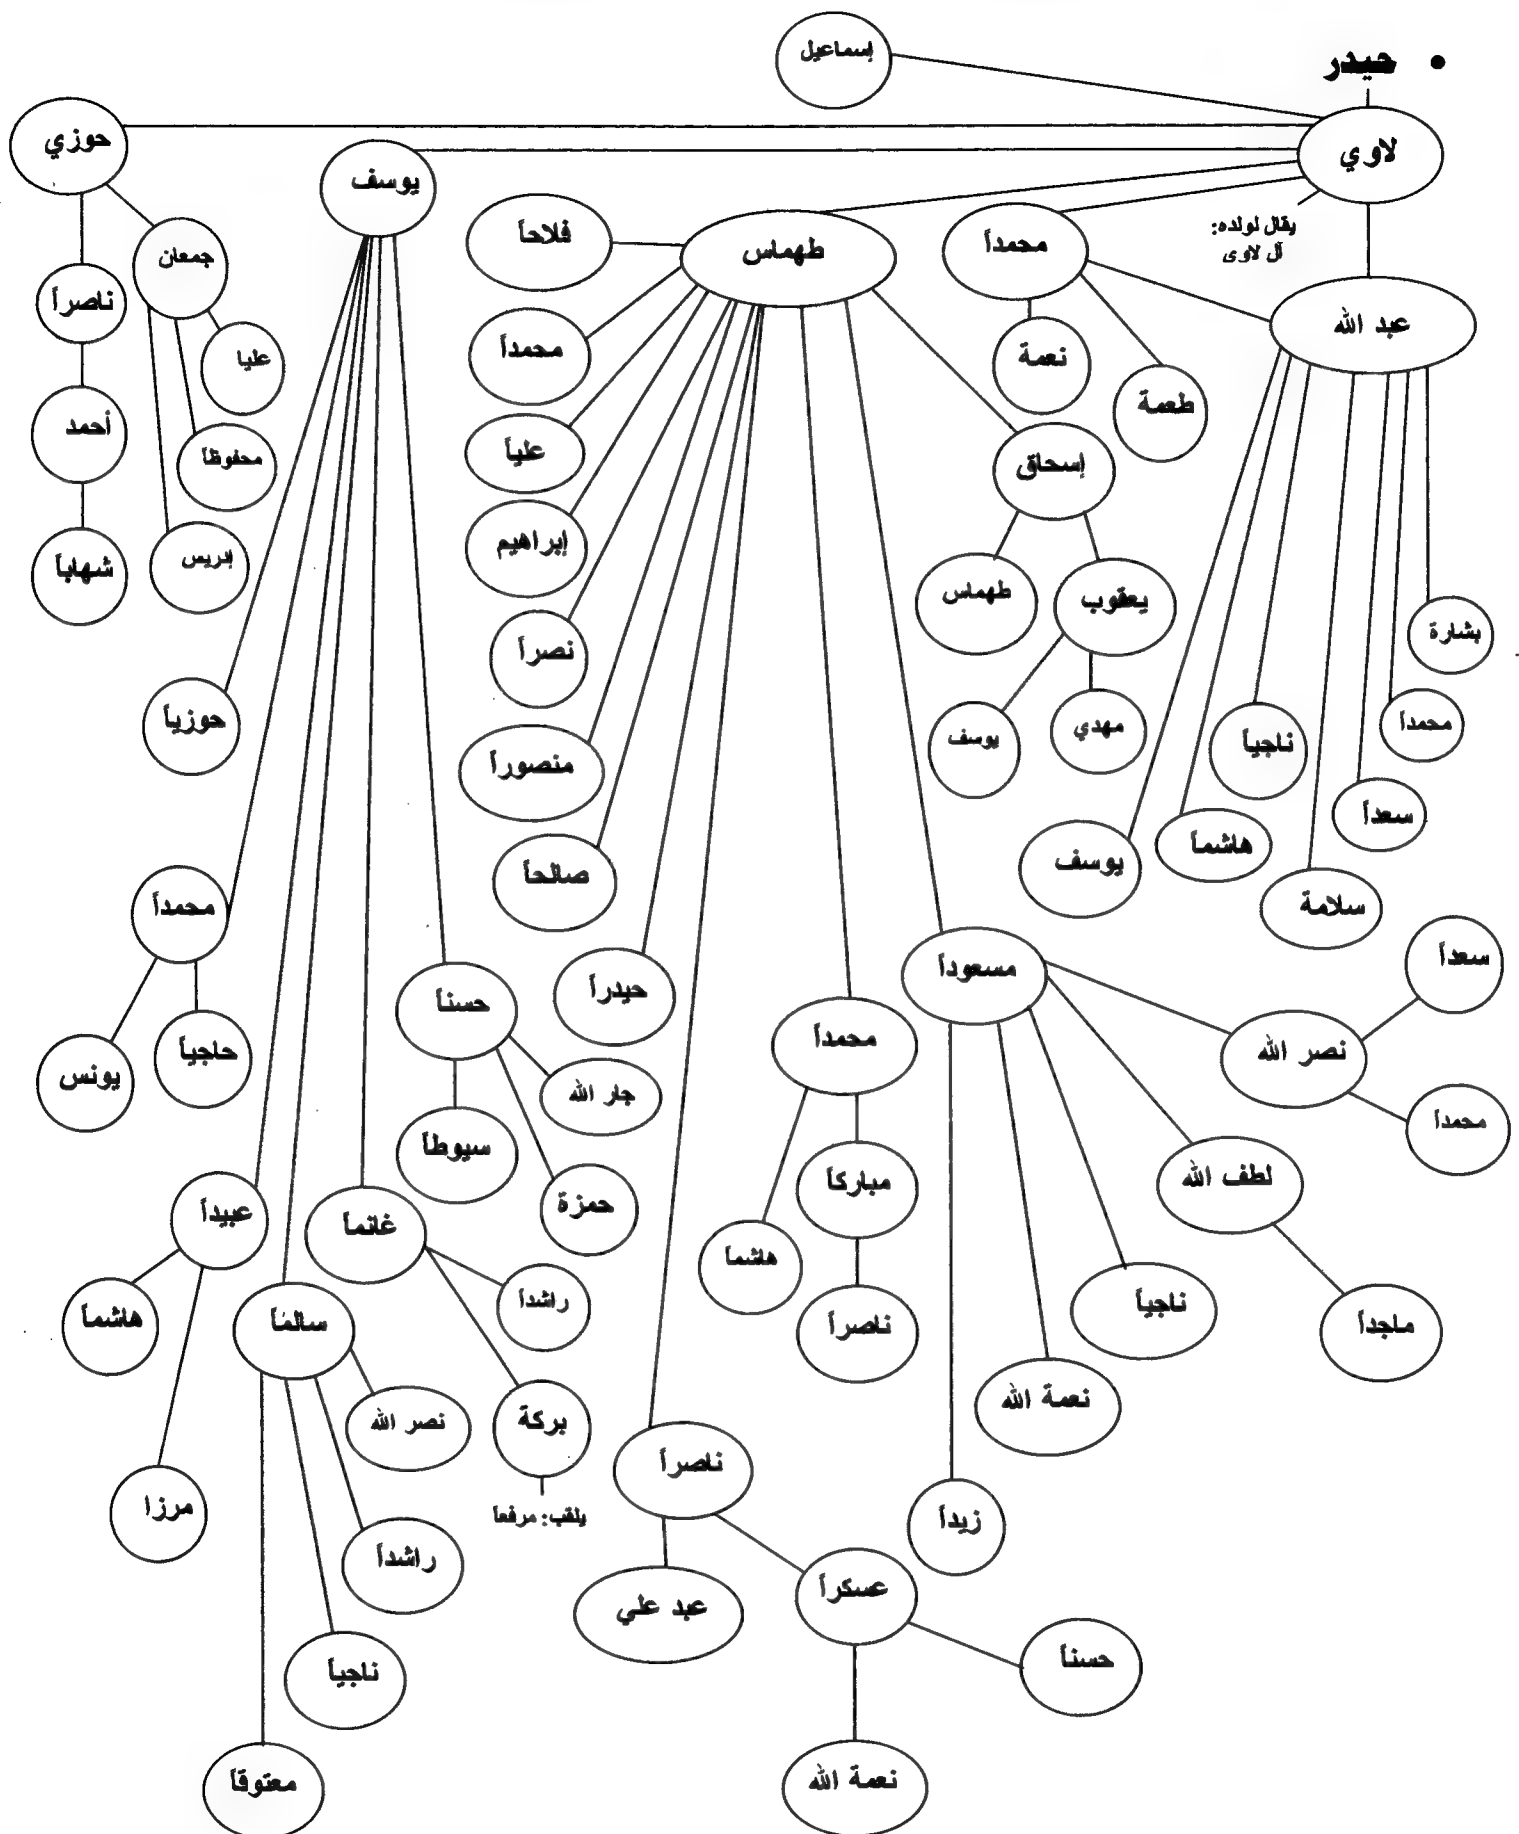 • حيدر
إسماعيل
لاوي
يقال لولده:
آل لاوى
حوزي
يوسف
طهماس
محمداً
عبد الله
جمعان
ناصراً
عليا
أحمد
محفوظاً
إدريس
شهاباً
فلاحاً
محمداً
علياً
إبراهيم
نصراً
منصوراً
صالحاً
حيدراً
نعمة
طعمة
إسحاق
طهماس
يعقوب
يوسف
مهدي
بشارة
محمداً
ناجياً
سعداً
هاشماً
يوسف
سلامة
حوزياً
محمداً
يونس
حاجياً
حسناً
جار الله
سيوطاً
حمزة
عبيداً
هاشماً
مرزا
غانماً
راشداً
بركة
يلقب: مرفعاً
سالماً
نصر الله
راشداً
ناجياً
معتوقاً
محمداً
مباركاً
هاشماً
ناصراً
مسعوداً
سعداً
نصر الله
محمداً
لطف الله
ماجداً
ناجياً
نعمة الله
زيداً
ناصراً
عبد علي
عسكراً
حسناً
نعمة الله